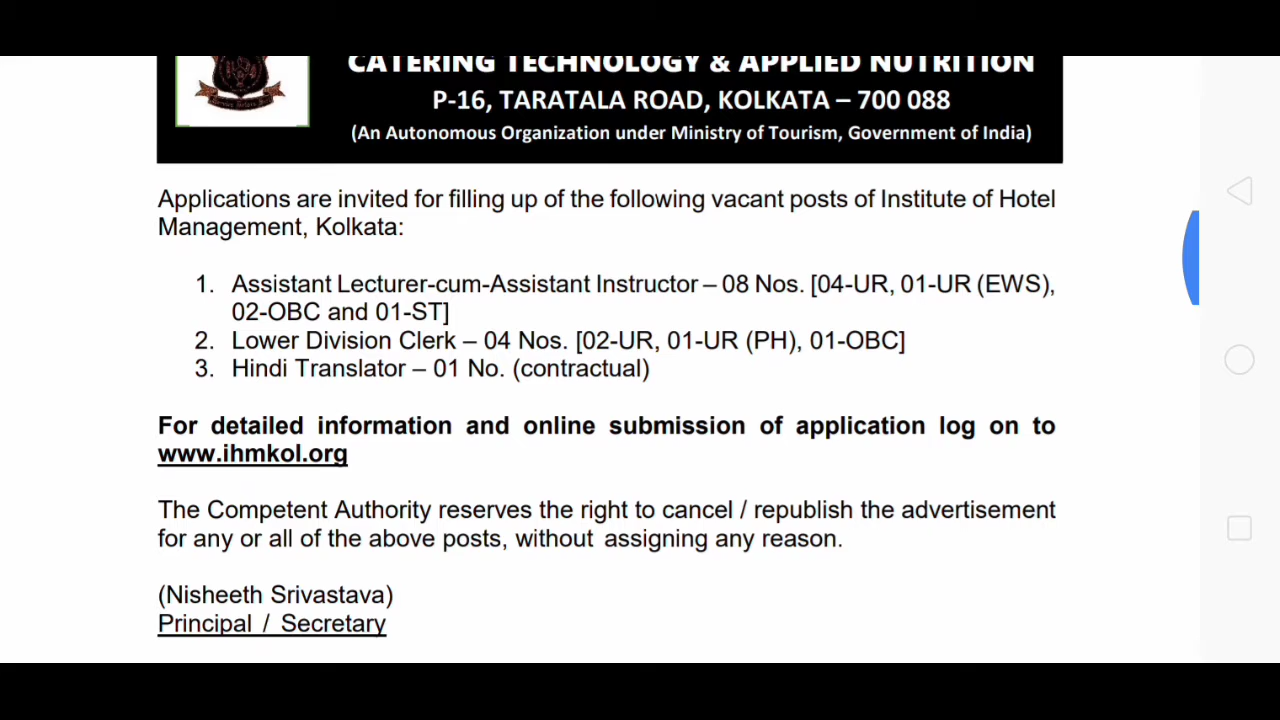 CATERING TECHNOLOGY & APPLIED NUTRITION
P-16, TARATALA ROAD, KOLKATA – 700 088
(An Autonomous Organization under Ministry of Tourism, Government of India)
Applications are invited for filling up of the following vacant posts of Institute of Hotel
Management, Kolkata:
1. Assistant Lecturer-cum-Assistant Instructor – 08 Nos. [04-UR, 01-UR (EWS),
02-OBC and 01-ST]
2. Lower Division Clerk – 04 Nos. [02-UR, 01-UR (PH), 01-OBC]
3. Hindi Translator – 01 No. (contractual)
For detailed information and online submission of application log on to
www.ihmkol.org
The Competent Authority reserves the right to cancel / republish the advertisement
for any or all of the above posts, without assigning any reason.
(Nisheeth Srivastava)
Principal / Secretary